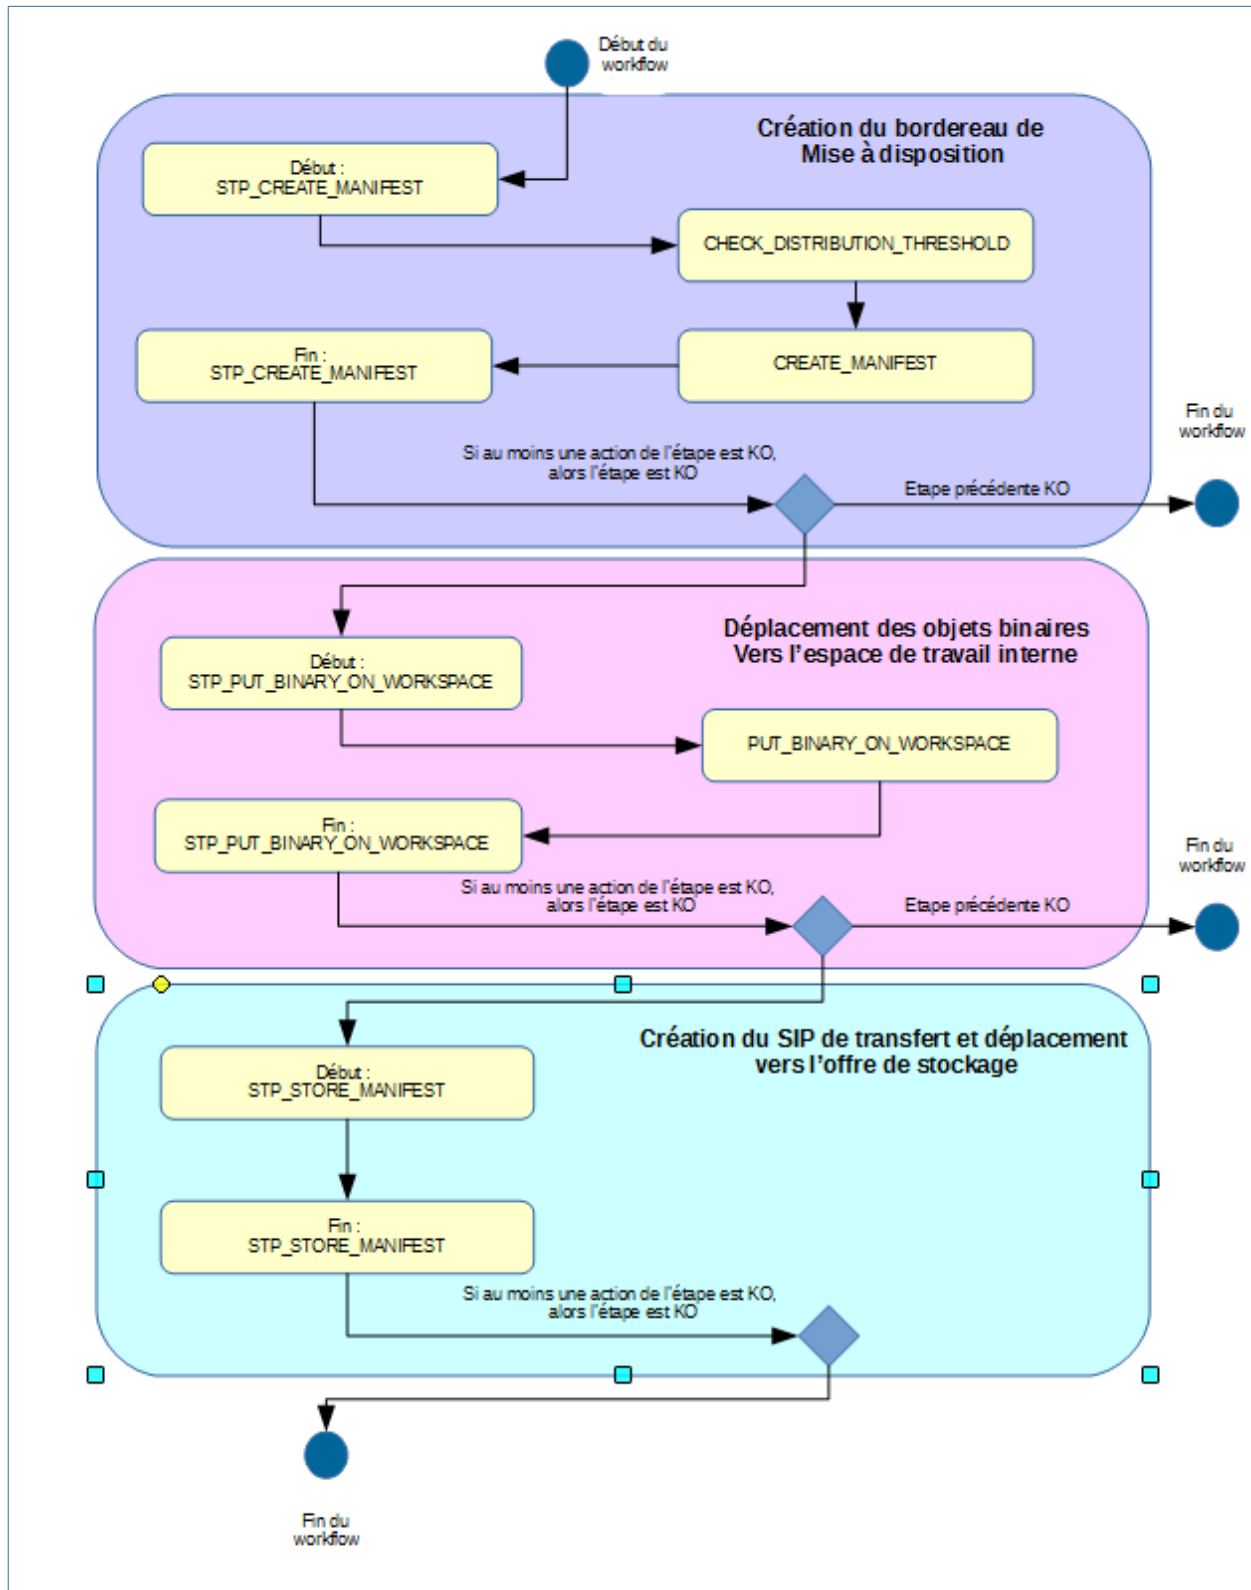 Début du
workflow
Création du bordereau de
Mise à disposition
Début :
STP_CREATE_MANIFEST
CHECK_DISTRIBUTION_THRESHOLD
Fin :
STP_CREATE_MANIFEST
CREATE_MANIFEST
Fin du
workflow
Si au moins une action de l'étape est KO,
alors l'étape est KO
Etape précédente KO
Déplacement des objets binaires
Vers l'espace de travail interne
Début :
STP_PUT_BINARY_ON_WORKSPACE
PUT_BINARY_ON_WORKSPACE
Fin :
STP_PUT_BINARY_ON_WORKSPACE
Fin du
workflow
Si au moins une action de l'étape est KO,
alors l'étape est KO
Etape précédente KO
Création du SIP de transfert et déplacement
vers l'offre de stockage
Début :
STP_STORE_MANIFEST
Fin :
STP_STORE_MANIFEST
Si au moins une action de l'étape est KO,
alors l'étape est KO
Fin du
workflow